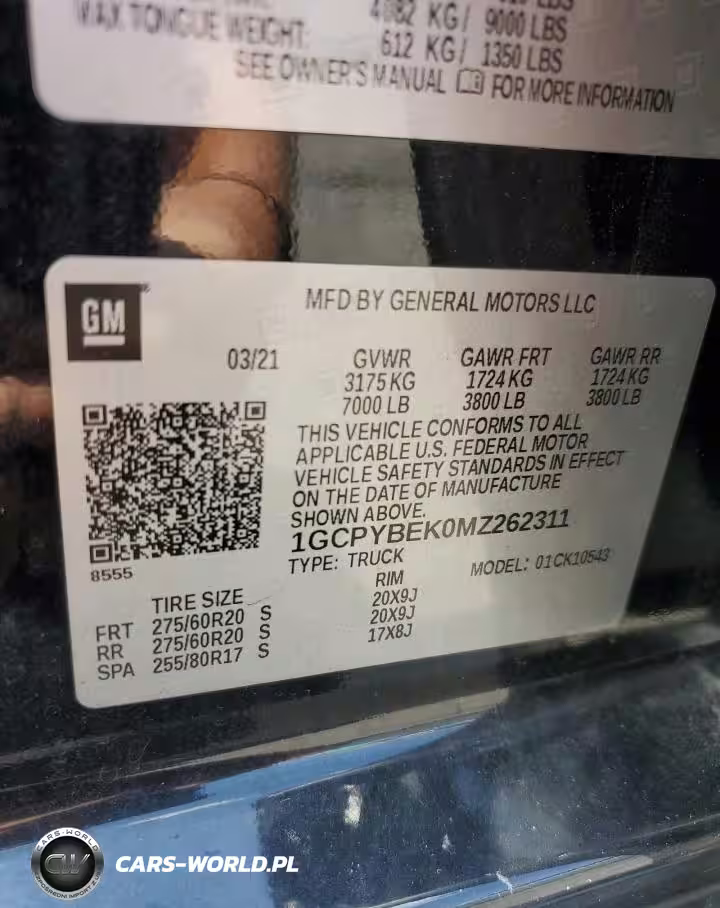 LBS
4082 KG/ 9000 LBS
MAX TONGUE WEIGHT: 612 KG/ 1350 LBS
SEE OWNER'S MANUAL FOR MORE INFORMATION
GM
MFD BY GENERAL MOTORS LLC
03/21 GVWR GAWR FRT GAWR RR
3175 KG 1724 KG 1724 KG
7000 LB 3800 LB 3800 LB
THIS VEHICLE CONFORMS TO ALL
APPLICABLE U.S. FEDERAL MOTOR
VEHICLE SAFETY STANDARDS IN EFFECT
ON THE DATE OF MANUFACTURE
SHOWN ABOVE.
1GCPYBEK0MZ262311
8555
TYPE: TRUCK MODEL: 01CK10543
TIRE SIZE RIM
FRT 275/60R20 S 20X9J
RR 275/60R20 S 20X9J
SPA 255/80R17 S 17X8J
CARS-WORLD
CW
CARS-WORLD.PL